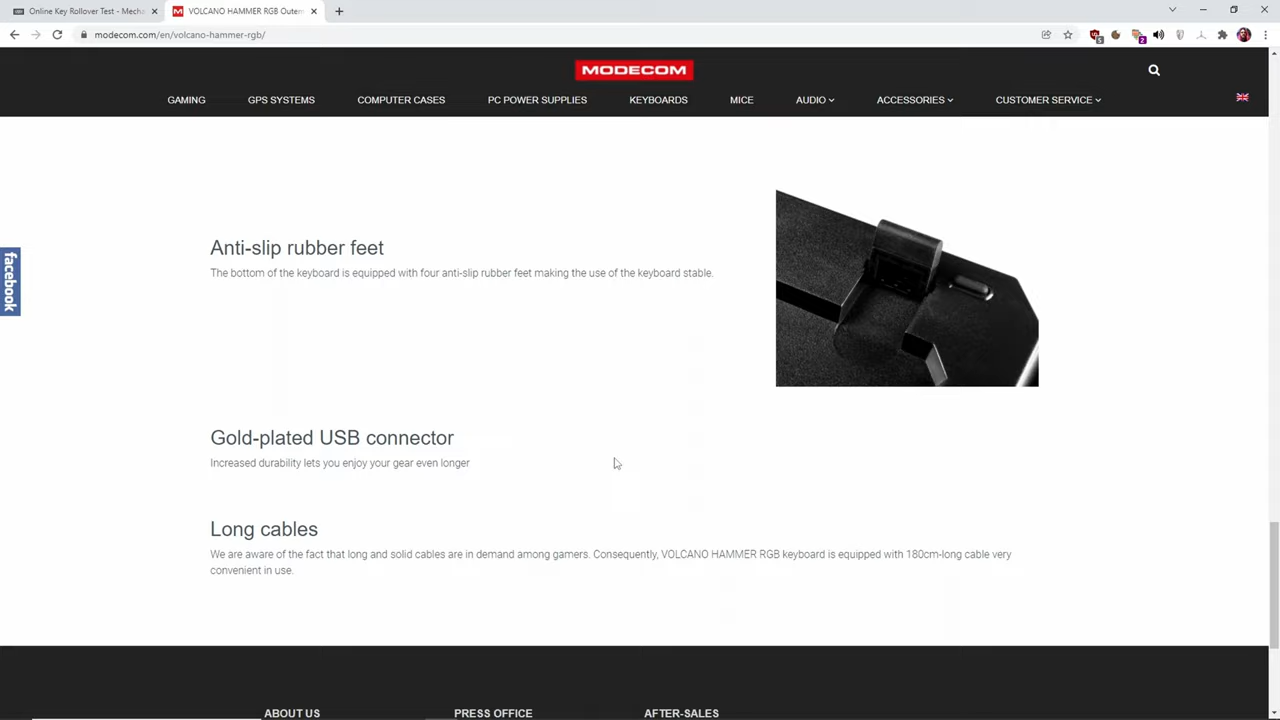 Online Key Rollover Test - Mecha
VOLCANO HAMMER RGB Outem
modecom.com/en/volcano-hammer-rgb/
5
2
MODECOM
GAMING GPS SYSTEMS COMPUTER CASES PC POWER SUPPLIES KEYBOARDS MICE AUDIO ACCESSORIES CUSTOMER SERVICE
facebook
Anti-slip rubber feet
The bottom of the keyboard is equipped with four anti-slip rubber feet making the use of the keyboard stable.
Gold-plated USB connector
Increased durability lets you enjoy your gear even longer
Long cables
We are aware of the fact that long and solid cables are in demand among gamers. Consequently, VOLCANO HAMMER RGB keyboard is equipped with 180cm-long cable very
convenient in use.
ABOUT US PRESS OFFICE AFTER-SALES